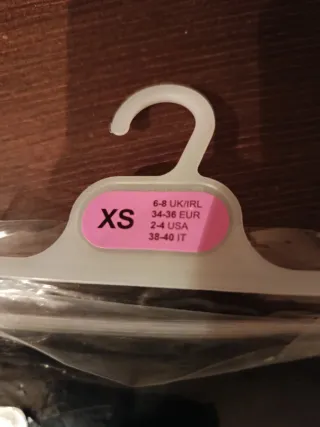 XS
6-8 UK/IRL
34-36 EUR
2-4 USA
38-40 IT